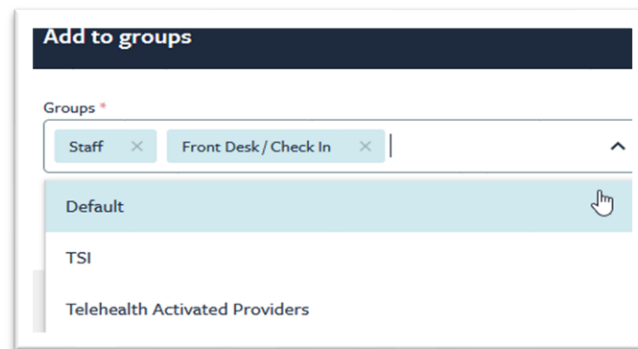 Add to groups
Groups *
Staff × Front Desk / Check In ×
Default
TSI
Telehealth Activated Providers